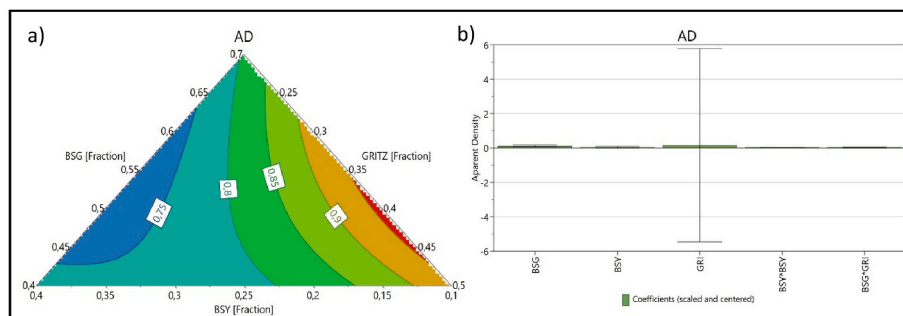 a)
AD
0,7
0,65
0,25
0,6
0,3
BSG [Fraction]
GRITZ [Fraction]
0,55
0,35
0,5
0,4
0,45
0,45
0,4
0,5
0,75
0,8
0,85
0,9
0,4
0,35
0,3
0,25
0,2
0,15
0,1
BSY [Fraction]
b)
AD
Apparent Density
6
4
2
0
-2
-4
-6
BSG
BSY
GRI
BSY*BSY
BSG*GRI
Coefficients (scaled and centered)